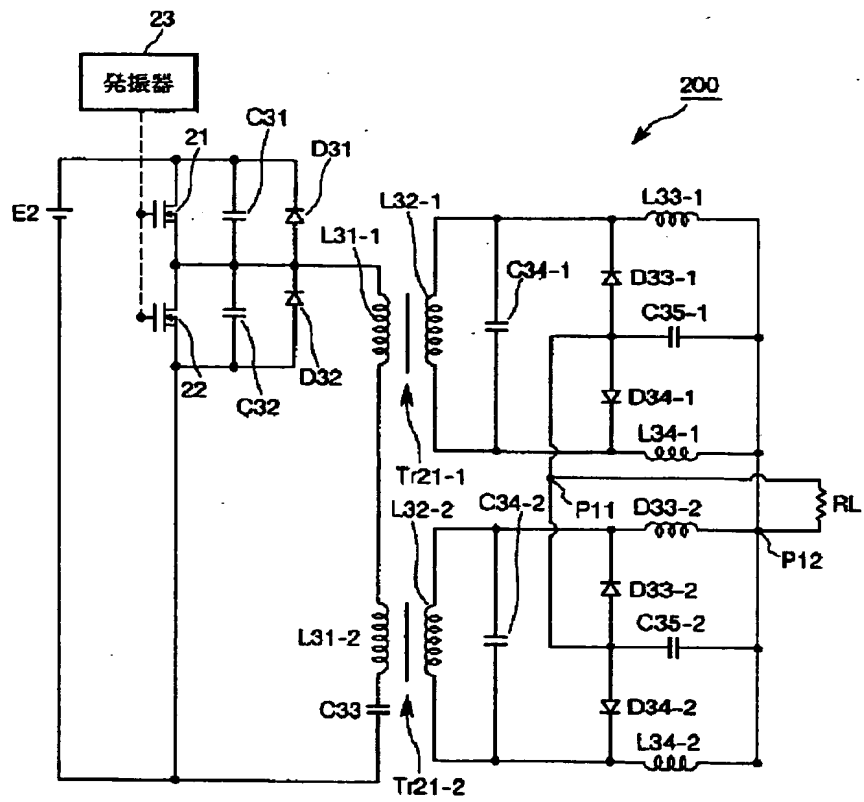 23
発振器
200
C31
21
D31
E2
L32-1
L33-1
L31-1
C34-1
D33-1
C35-1
22
C32
D32
D34-1
L34-1
Tr21-1
C34-2
P11
RL
L32-2
D33-2
P12
D33-2
L31-2
C35-2
C33
D34-2
L34-2
Tr21-2